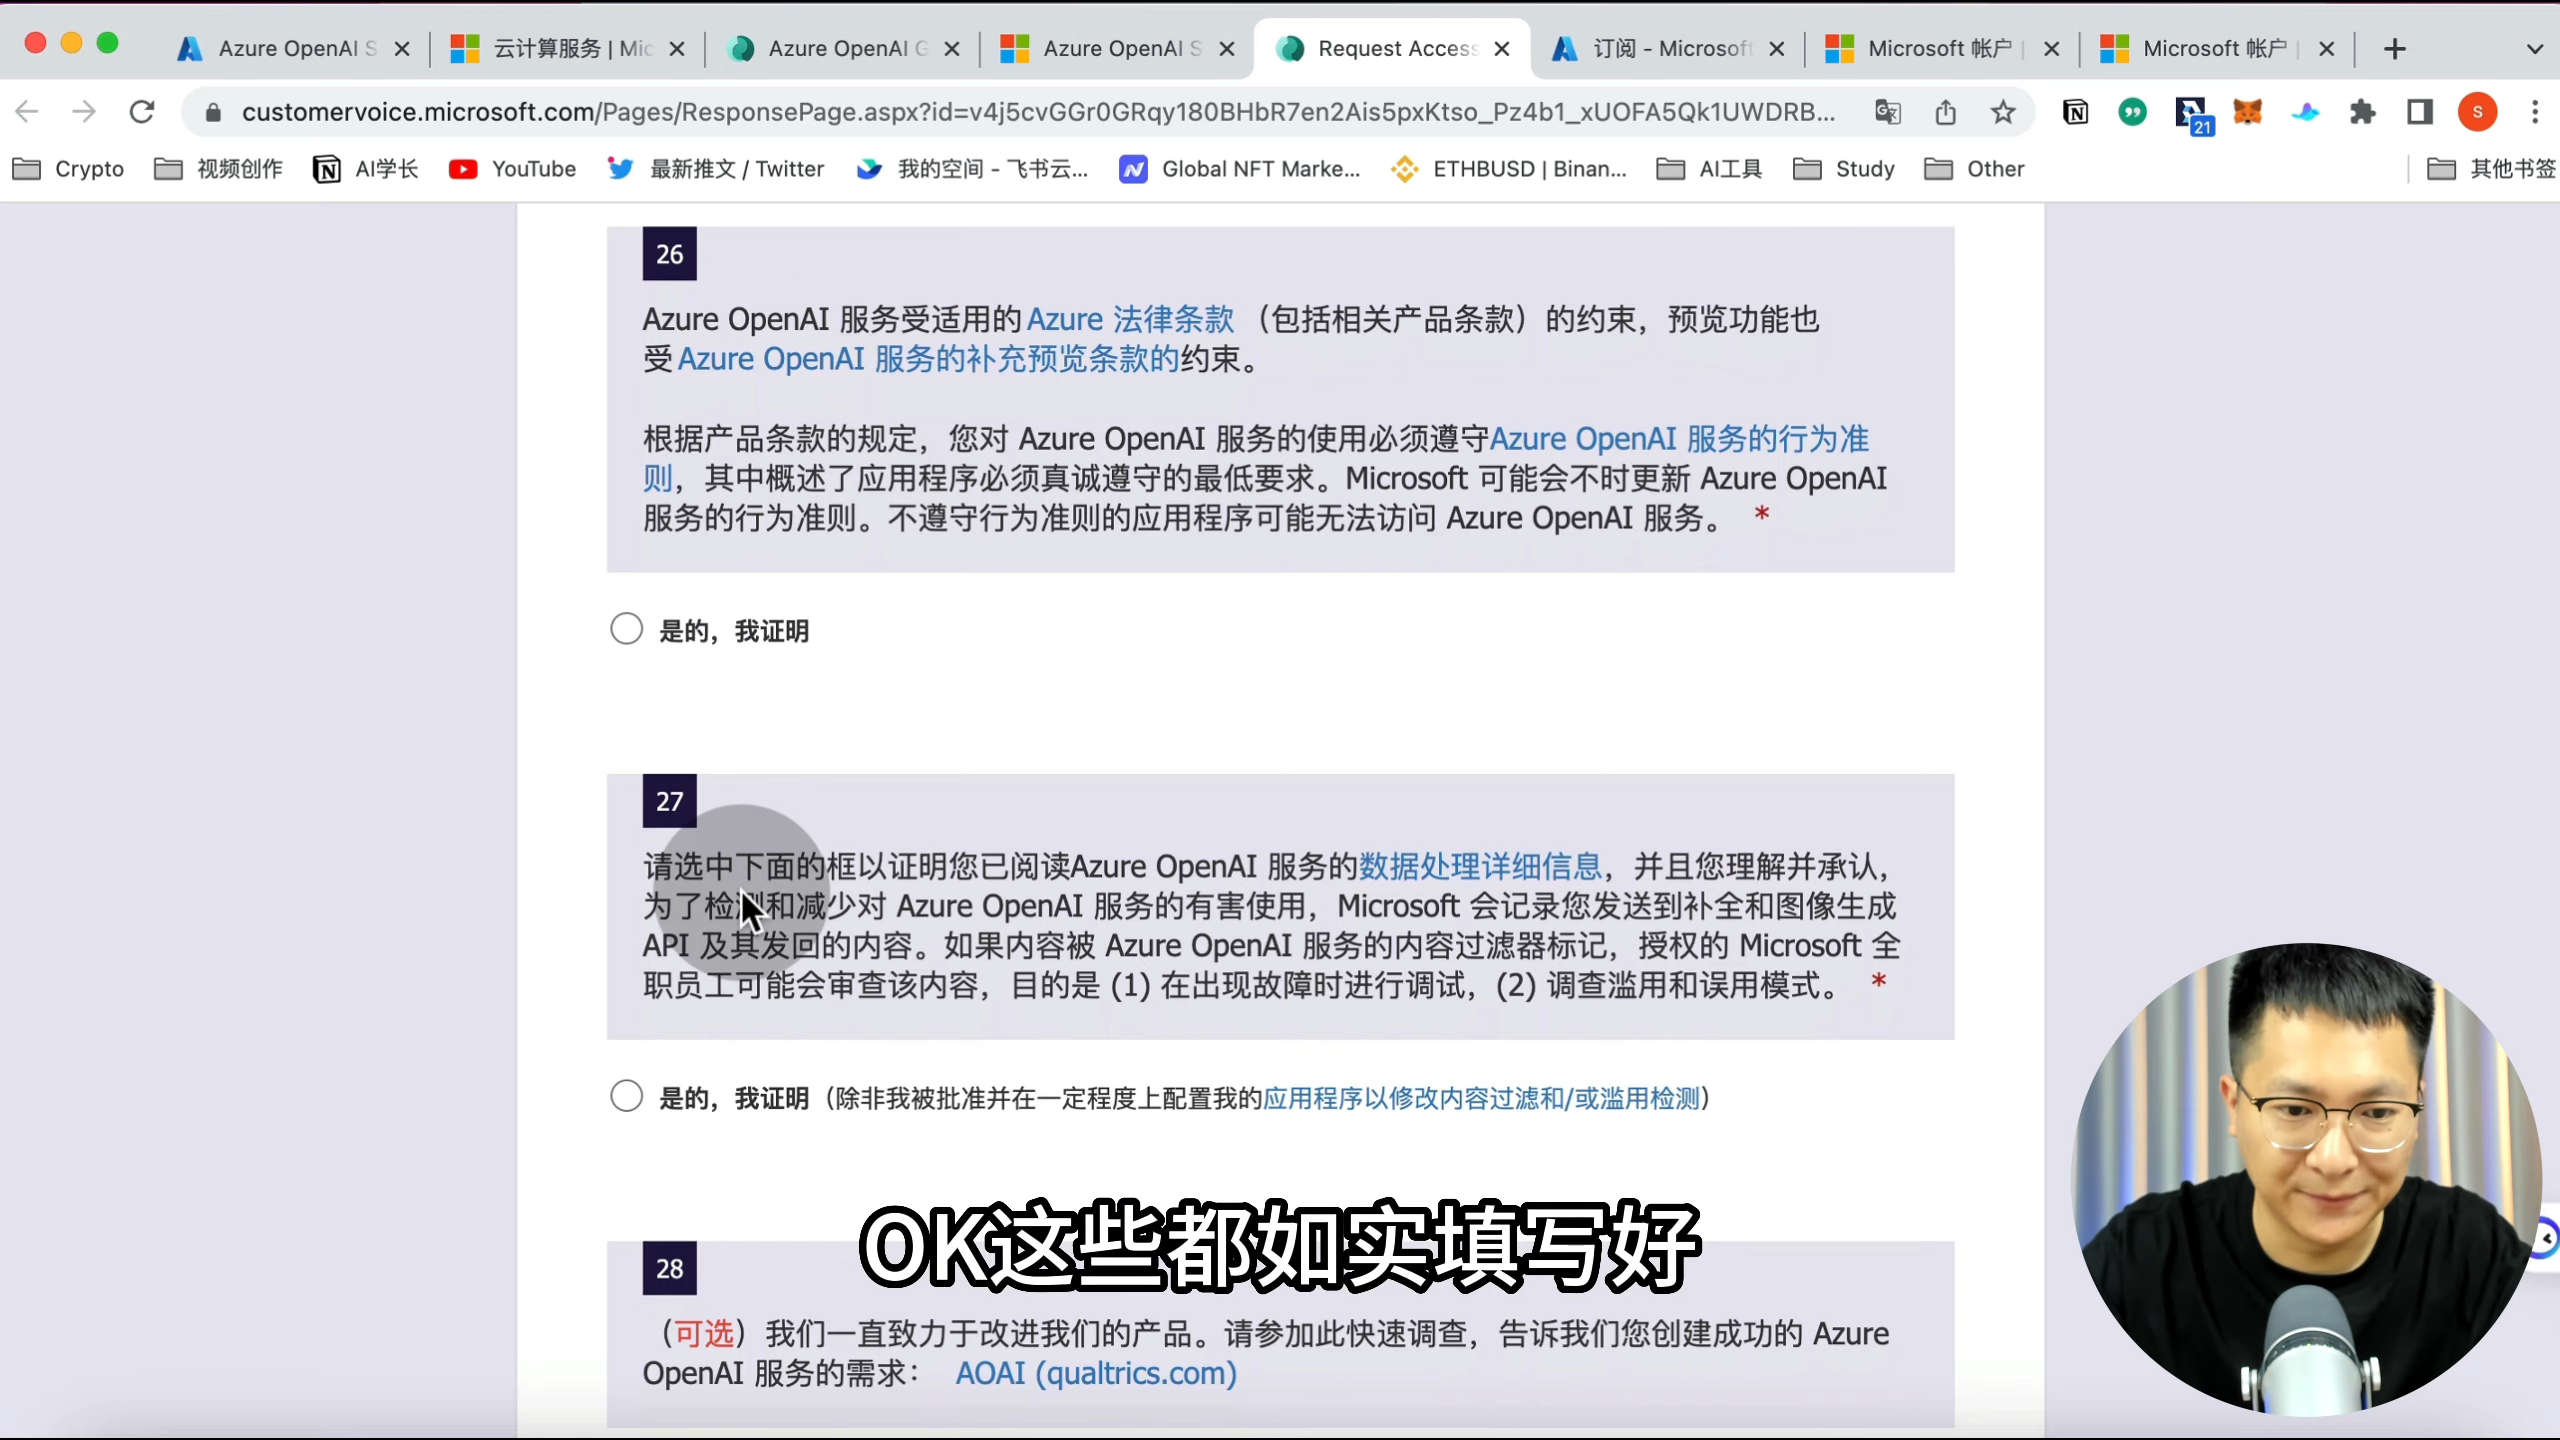 Azure OpenAI S
云计算服务 | Mic
Azure OpenAI G
Azure OpenAI S
Request Access
订阅 - Microsoft
Microsoft 帐户 |
Microsoft 帐户 |
customervoice.microsoft.com/Pages/ResponsePage.aspx?id=v4j5cvGGr0GRqy180BHbR7en2Ais5pxKtso_Pz4b1_xUOFA5Qk1UWDRB...
21
S
Crypto
视频创作
AI学长
YouTube
最新推文 / Twitter
我的空间 - 飞书云...
Global NFT Marke...
ETHBUSD | Binan...
AI工具
Study
Other
其他书签
26
Azure OpenAI 服务受适用的Azure 法律条款 （包括相关产品条款）的约束，预览功能也
受Azure OpenAI 服务的补充预览条款的约束。
根据产品条款的规定，您对 Azure OpenAI 服务的使用必须遵守Azure OpenAI 服务的行为准
则，其中概述了应用程序必须真诚遵守的最低要求。Microsoft 可能会不时更新 Azure OpenAI
服务的行为准则。不遵守行为准则的应用程序可能无法访问 Azure OpenAI 服务。 *
是的，我证明
27
请选中下面的框以证明您已阅读Azure OpenAI 服务的数据处理详细信息，并且您理解并承认，
为了检测和减少对 Azure OpenAI 服务的有害使用，Microsoft 会记录您发送到补全和图像生成
API 及其发回的内容。如果内容被 Azure OpenAI 服务的内容过滤器标记，授权的 Microsoft 全
职员工可能会审查该内容，目的是 (1) 在出现故障时进行调试，(2) 调查滥用和误用模式。 *
是的，我证明（除非我被批准并在一定程度上配置我的应用程序以修改内容过滤和/或滥用检测）
OK这些都如实填写好
28
（可选）我们一直致力于改进我们的产品。请参加此快速调查，告诉我们您创建成功的 Azure
OpenAI 服务的需求： AOAI (qualtrics.com)